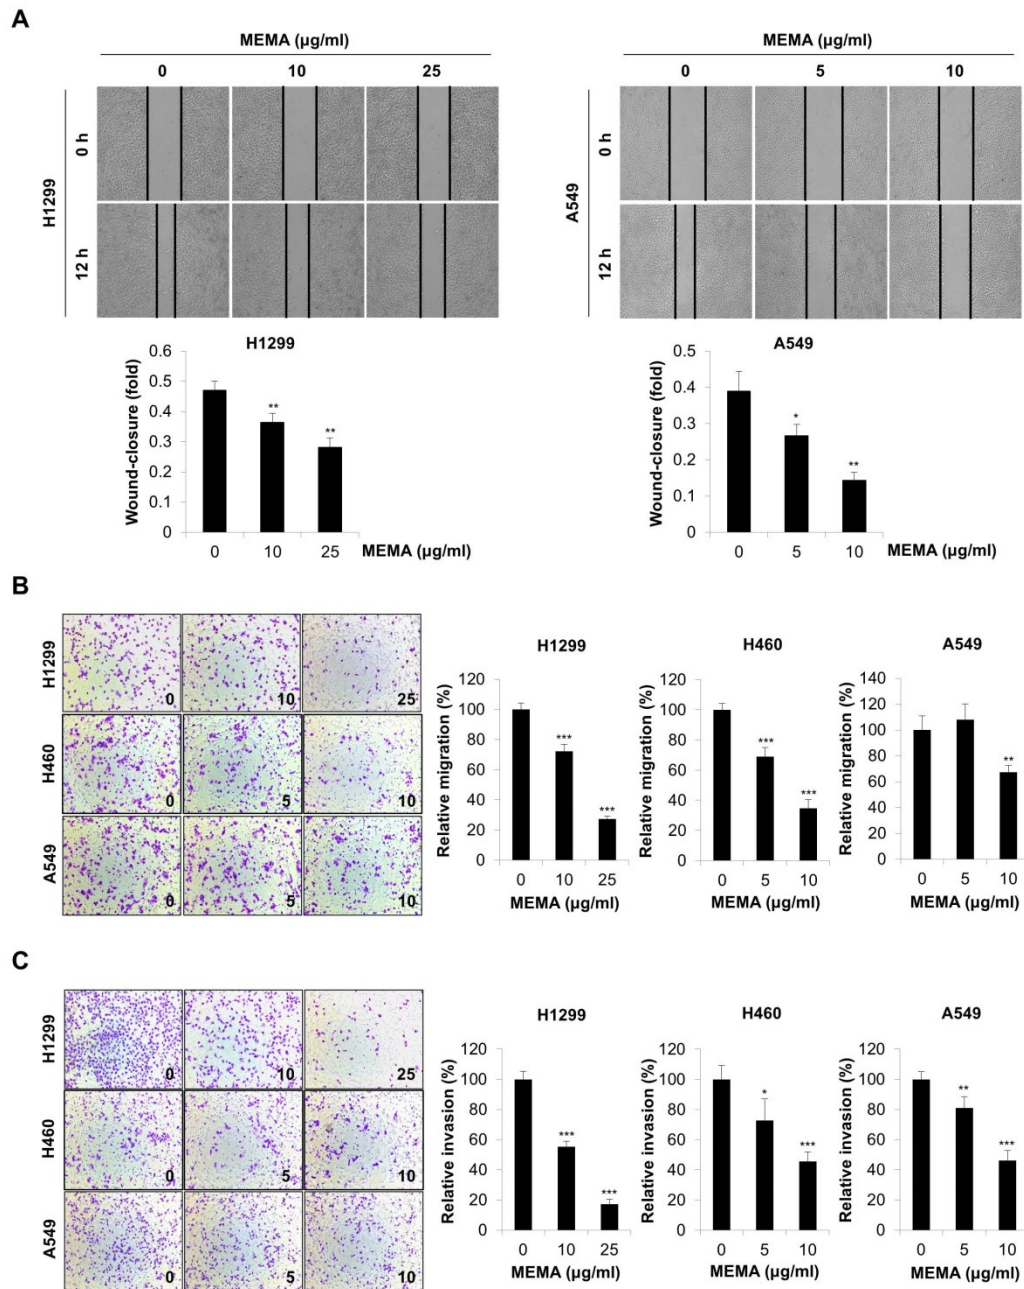 A
MEMA (µg/ml)
0 10 25
H1299
0 h
12 h
MEMA (µg/ml)
0 5 10
A549
0 h
12 h
H1299
Wound-closure (fold)
0.6
0.5
0.4
0.3
0.2
0.1
0
**
**
0 10 25 MEMA (µg/ml)
A549
Wound-closure (fold)
0.5
0.4
0.3
0.2
0.1
0
*
**
0 5 10 MEMA (µg/ml)
B
H1299
0 10 25
H460
0 5 10
A549
0 5 10
H1299
Relative migration (%)
120
100
80
60
40
20
0
***
***
0 10 25
MEMA (µg/ml)
H460
Relative migration (%)
120
100
80
60
40
20
0
***
***
0 5 10
MEMA (µg/ml)
A549
Relative migration (%)
140
120
100
80
60
40
20
0
**
0 5 10
MEMA (µg/ml)
C
H1299
0 10 25
H460
0 5 10
A549
0 5 10
H1299
Relative invasion (%)
120
100
80
60
40
20
0
***
***
0 10 25
MEMA (µg/ml)
H460
Relative invasion (%)
120
100
80
60
40
20
0
*
***
0 5 10
MEMA (µg/ml)
A549
Relative invasion (%)
120
100
80
60
40
20
0
**
***
0 5 10
MEMA (µg/ml)